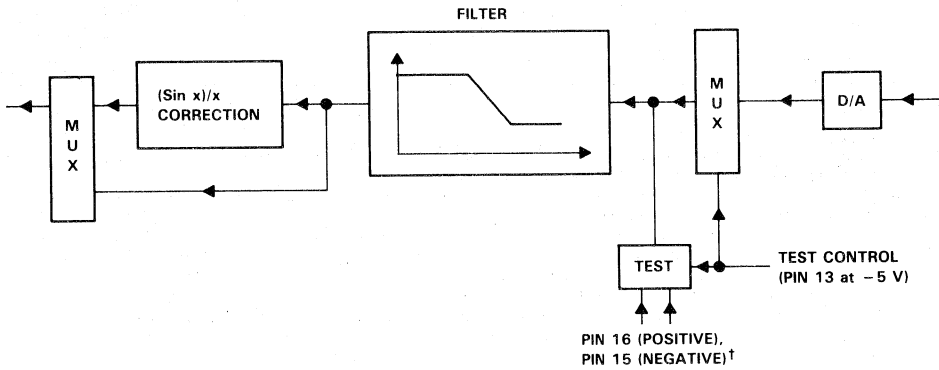 FILTER
(Sin x)/x
CORRECTION
M
U
X
M
U
X
D/A
TEST
TEST CONTROL
(PIN 13 at −5 V)
PIN 16 (POSITIVE),
PIN 15 (NEGATIVE)†